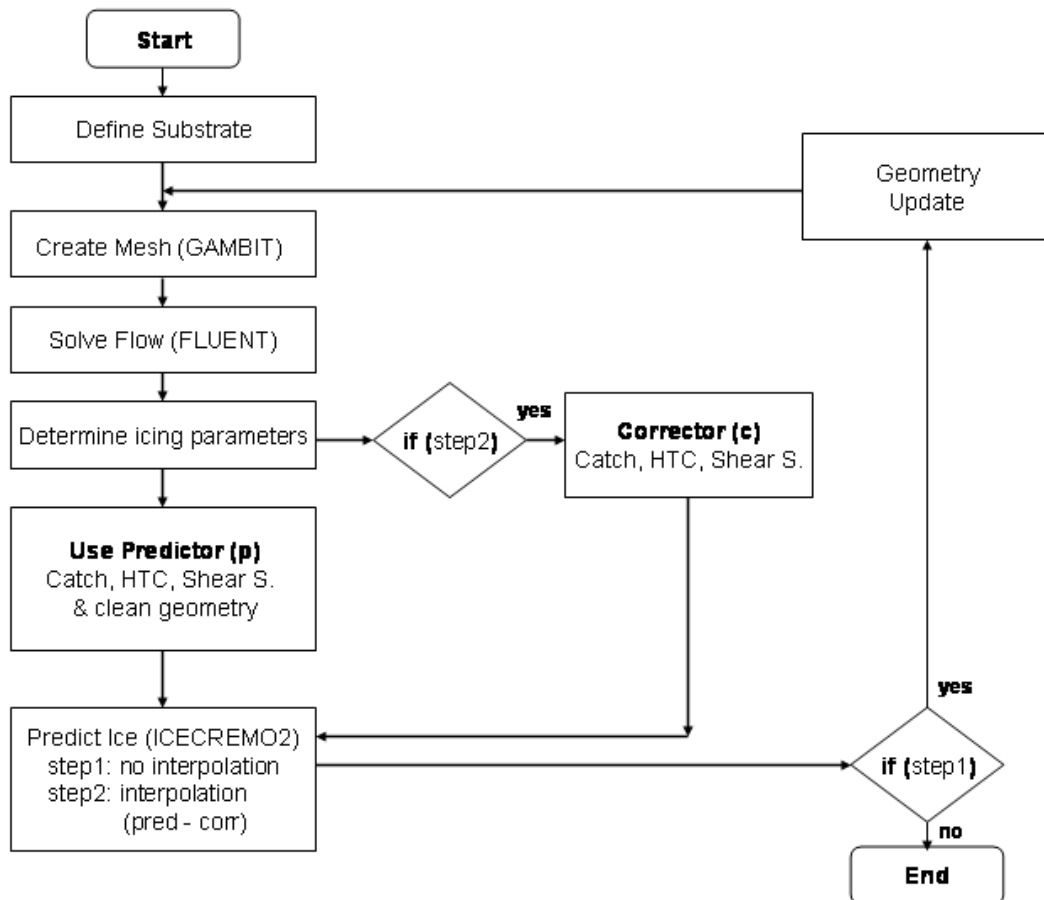 Start
Define Substrate
Geometry
Update
Create Mesh (GAMBIT)
Solve Flow (FLUENT)
Determine icing parameters
if (step2)
yes
Corrector (c)
Catch, HTC, Shear S.
Use Predictor (p)
Catch, HTC, Shear S.
& clean geometry
Predict Ice (ICECREMO2)
step1: no interpolation
step2: interpolation
(pred - corr)
yes
if (step1)
no
End